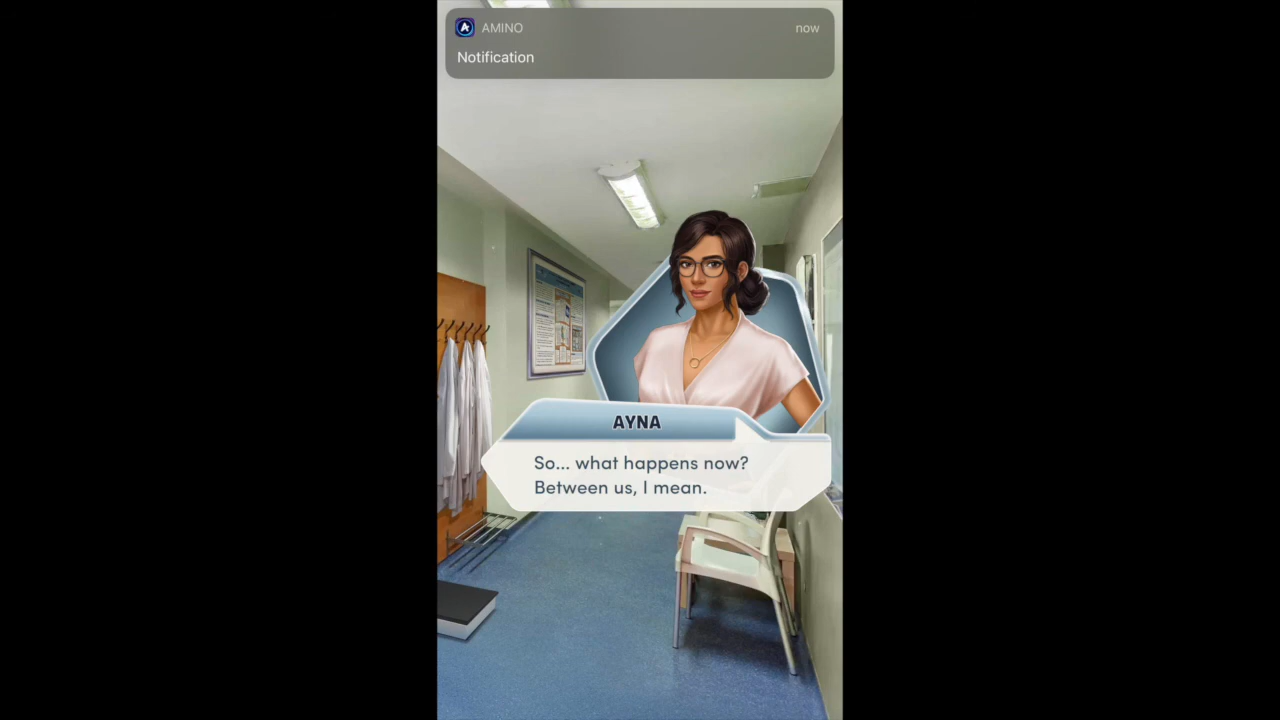 AMINO
now
Notification
AYNA
So... what happens now?
Between us, I mean.